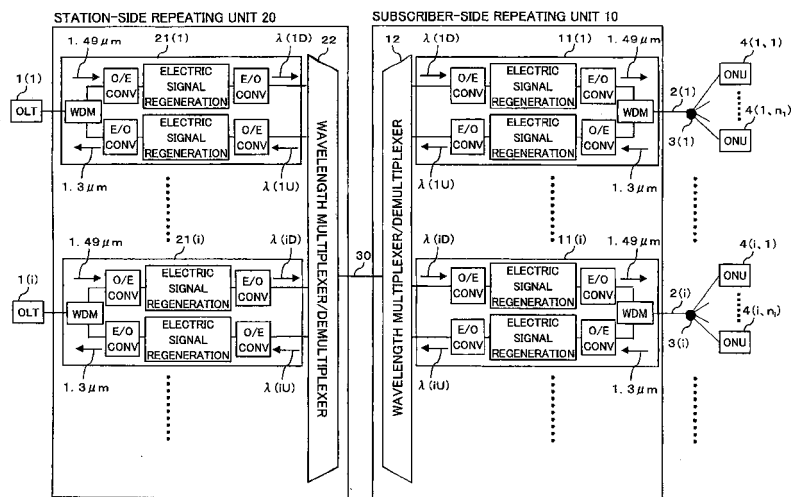 STATION-SIDE REPEATING UNIT 20
SUBSCRIBER-SIDE REPEATING UNIT 10
1.49μm
21(1)
λ(1D)
22
12
λ(1D)
11(1)
1.49μm
4(1、1)
1(1)
OLT
WDM
O/E CONV
ELECTRIC SIGNAL REGENERATION
E/O CONV
E/O CONV
ELECTRIC SIGNAL REGENERATION
O/E CONV
1.3μm
λ(1U)
WAVELENGTH MULTIPLEXER/DEMULTIPLEXER
30
WAVELENGTH MULTIPLEXER/DEMULTIPLEXER
O/E CONV
ELECTRIC SIGNAL REGENERATION
E/O CONV
E/O CONV
ELECTRIC SIGNAL REGENERATION
O/E CONV
WDM
λ(1U)
1.3μm
2(1)
3(1)
ONU
ONU
4(1、n₁)
1.49μm
21(i)
λ(iD)
λ(iD)
11(i)
1.49μm
4(i、1)
1(i)
OLT
WDM
O/E CONV
ELECTRIC SIGNAL REGENERATION
E/O CONV
E/O CONV
ELECTRIC SIGNAL REGENERATION
O/E CONV
1.3μm
λ(iU)
O/E CONV
ELECTRIC SIGNAL REGENERATION
E/O CONV
E/O CONV
ELECTRIC SIGNAL REGENERATION
O/E CONV
WDM
λ(iU)
1.3μm
2(i)
3(i)
ONU
ONU
4(i、nᵢ)